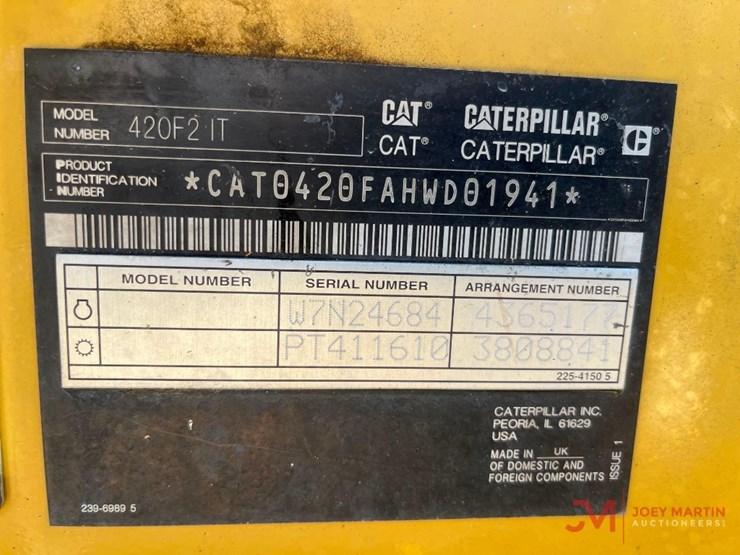 MODEL NUMBER 420F2 IT
CAT® CATERPILLAR® C
CAT® CATERPILLAR®
PRODUCT IDENTIFICATION NUMBER *CAT0420FAHWD01941*
MODEL NUMBER SERIAL NUMBER ARRANGEMENT NUMBER
W7N24684 4365177
PT411610 3808841
225-4150 5
CATERPILLAR INC.
PEORIA, IL 61629
USA
MADE IN UK
OF DOMESTIC AND
FOREIGN COMPONENTS
ISSUE 1
239-6989 5
JM JOEY MARTIN
AUCTIONEERS